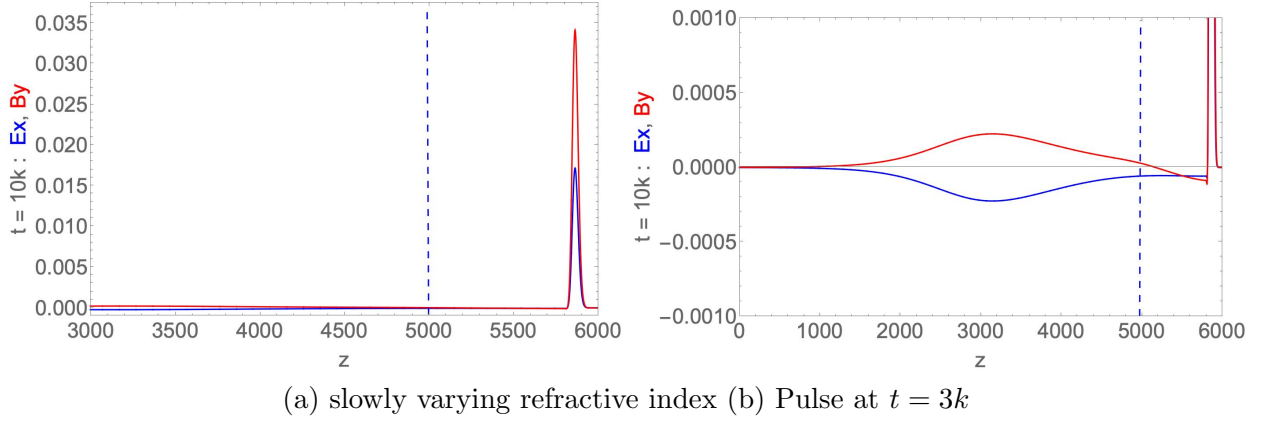 0.035
0.030
0.025
0.020
0.015
0.010
0.005
0.000
t = 10k : Ex, By
3000 3500 4000 4500 5000 5500 6000
z
0.0010
0.0005
0.0000
−0.0005
−0.0010
t = 10k : Ex, By
0 1000 2000 3000 4000 5000 6000
z
(a) slowly varying refractive index (b) Pulse at t = 3k